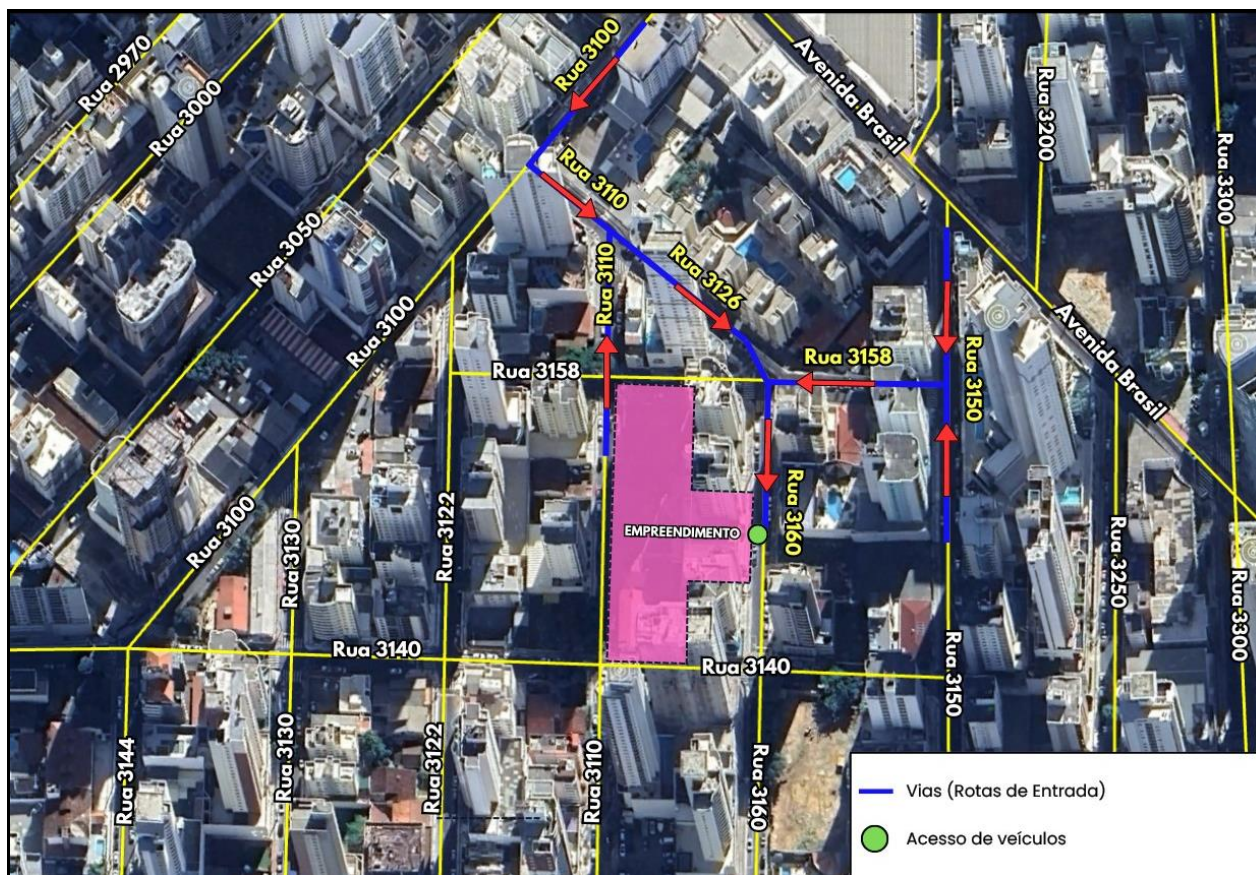 Rua 2970
Rua 3000
Rua 3050
Rua 3100
Rua 3110
Avenida Brasil
Rua 3200
Rua 3300
Rua 3110
Rua 3126
Rua 3100
Rua 3158
Rua 3158
Rua 3150
Avenida Brasil
Rua 3100
Rua 3130
Rua 3122
EMPREENDIMENTO
Rua 3160
Rua 3250
Rua 3300
Rua 3140
Rua 3140
Rua 3150
Rua 3144
Rua 3130
Rua 3122
Rua 3110
Rua 3160
Vias (Rotas de Entrada)
Acesso de veículos